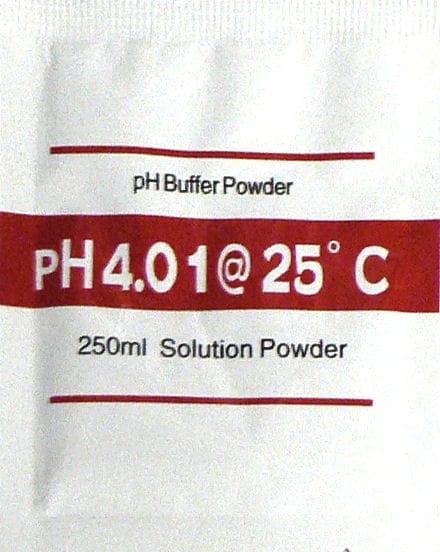 pH Buffer Powder
pH 4.01@ 25° C
250ml Solution Powder